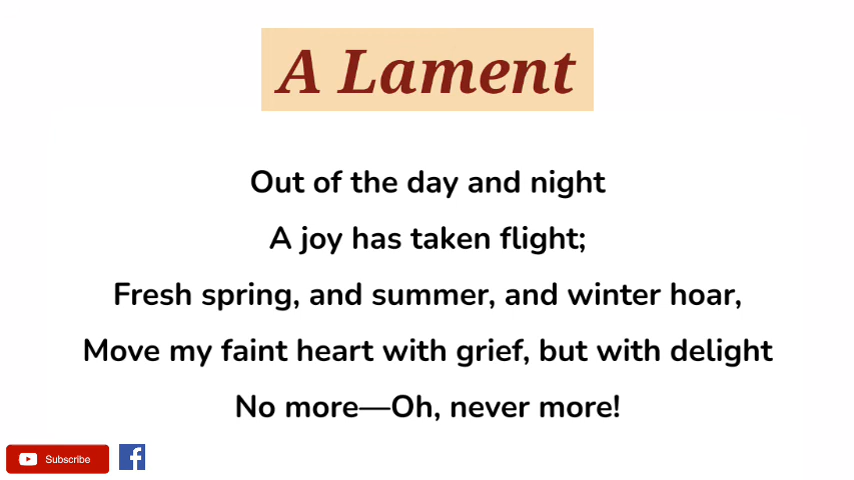 A Lament
Out of the day and night
A joy has taken flight;
Fresh spring, and summer, and winter hoar,
Move my faint heart with grief, but with delight
No more—Oh, never more!
Subscribe
f